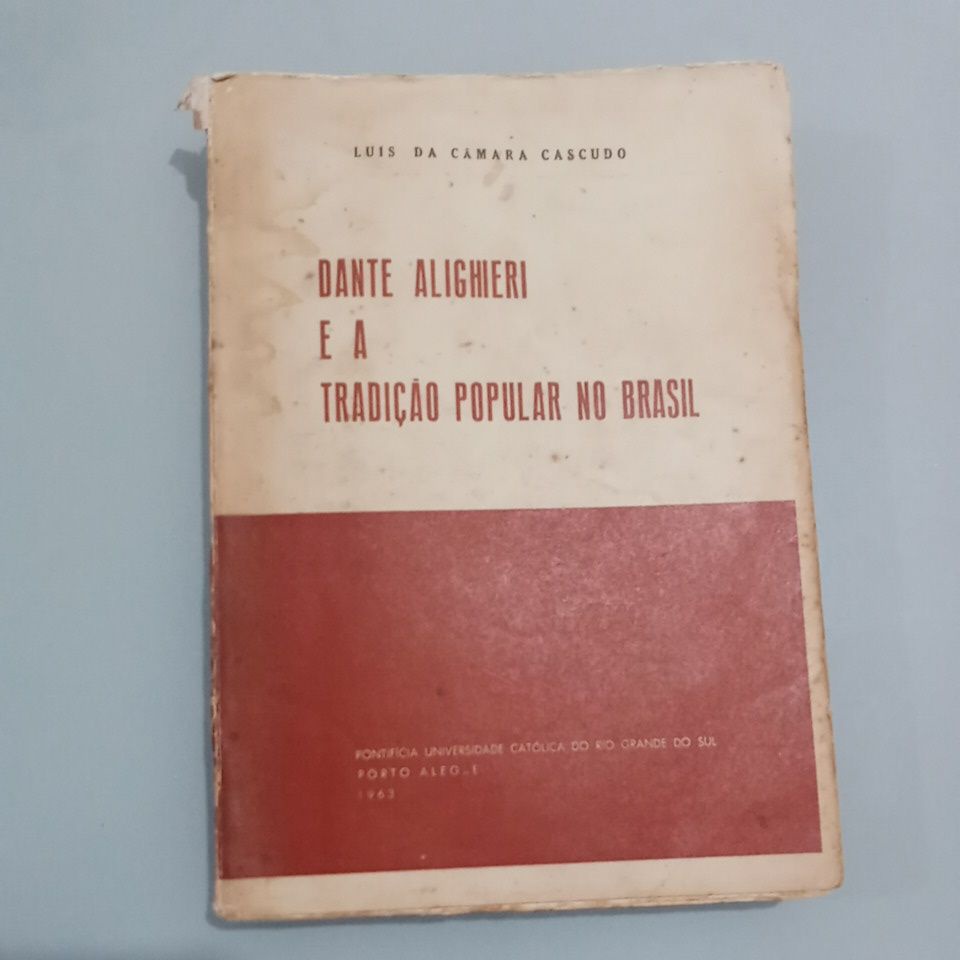 LUIS DA CÂMARA CASCUDO
DANTE ALIGHIERI
E A
TRADIÇÃO POPULAR NO BRASIL
PONTIFÍCIA UNIVERSIDADE CATÓLICA DO RIO GRANDE DO SUL
PORTO ALEGRE
1963